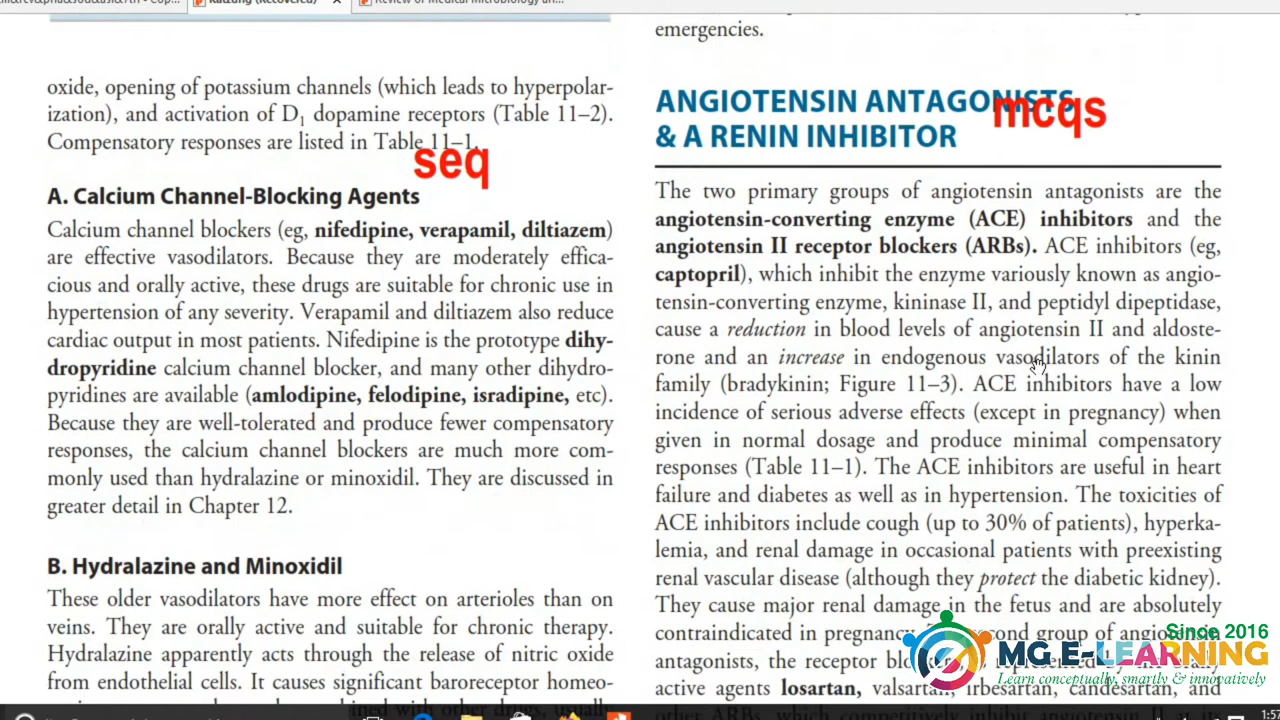 Review of Medical Microbiology an...
oxide, opening of potassium channels (which leads to hyperpolar-
ization), and activation of D1 dopamine receptors (Table 11–2).
Compensatory responses are listed in Table 11–1.
seq
A. Calcium Channel-Blocking Agents
Calcium channel blockers (eg, nifedipine, verapamil, diltiazem)
are effective vasodilators. Because they are moderately effica-
cious and orally active, these drugs are suitable for chronic use in
hypertension of any severity. Verapamil and diltiazem also reduce
cardiac output in most patients. Nifedipine is the prototype dihy-
dropyridine calcium channel blocker, and many other dihydro-
pyridines are available (amlodipine, felodipine, isradipine, etc).
Because they are well-tolerated and produce fewer compensatory
responses, the calcium channel blockers are much more com-
monly used than hydralazine or minoxidil. They are discussed in
greater detail in Chapter 12.
B. Hydralazine and Minoxidil
These older vasodilators have more effect on arterioles than on
veins. They are orally active and suitable for chronic therapy.
Hydralazine apparently acts through the release of nitric oxide
from endothelial cells. It causes significant baroreceptor homeo-
emergencies.
ANGIOTENSIN ANTAGONISTS
mcqs
& A RENIN INHIBITOR
The two primary groups of angiotensin antagonists are the
angiotensin-converting enzyme (ACE) inhibitors and the
angiotensin II receptor blockers (ARBs). ACE inhibitors (eg,
captopril), which inhibit the enzyme variously known as angio-
tensin-converting enzyme, kininase II, and peptidyl dipeptidase,
cause a reduction in blood levels of angiotensin II and aldoste-
rone and an increase in endogenous vasodilators of the kinin
family (bradykinin; Figure 11–3). ACE inhibitors have a low
incidence of serious adverse effects (except in pregnancy) when
given in normal dosage and produce minimal compensatory
responses (Table 11–1). The ACE inhibitors are useful in heart
failure and diabetes as well as in hypertension. The toxicities of
ACE inhibitors include cough (up to 30% of patients), hyperka-
lemia, and renal damage in occasional patients with preexisting
renal vascular disease (although they protect the diabetic kidney).
They cause major renal damage in the fetus and are absolutely
contraindicated in pregnancy. second group of angiotensin
antagonists, the receptor
active agents losartan, valsartan, irbesartan, candesartan, and
Since 2016
MG E-LEARNING
Learn conceptually, smartly & innovatively